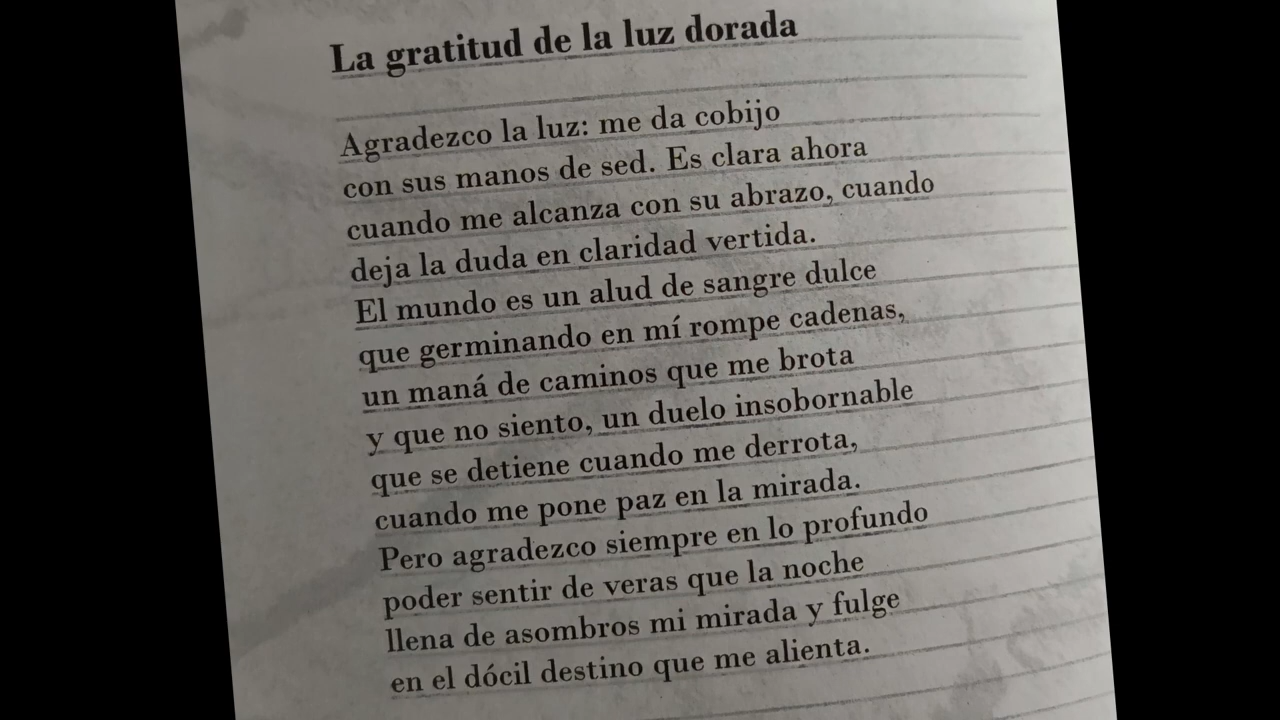 La gratitud de la luz dorada
Agradezco la luz: me da cobijo
con sus manos de sed. Es clara ahora
cuando me alcanza con su abrazo, cuando
deja la duda en claridad vertida.
El mundo es un alud de sangre dulce
que germinando en mí rompe cadenas,
un maná de caminos que me brota
y que no siento, un duelo insobornable
que se detiene cuando me derrota,
cuando me pone paz en la mirada.
Pero agradezco siempre en lo profundo
poder sentir de veras que la noche
llena de asombros mi mirada y fulge
en el dócil destino que me alienta.